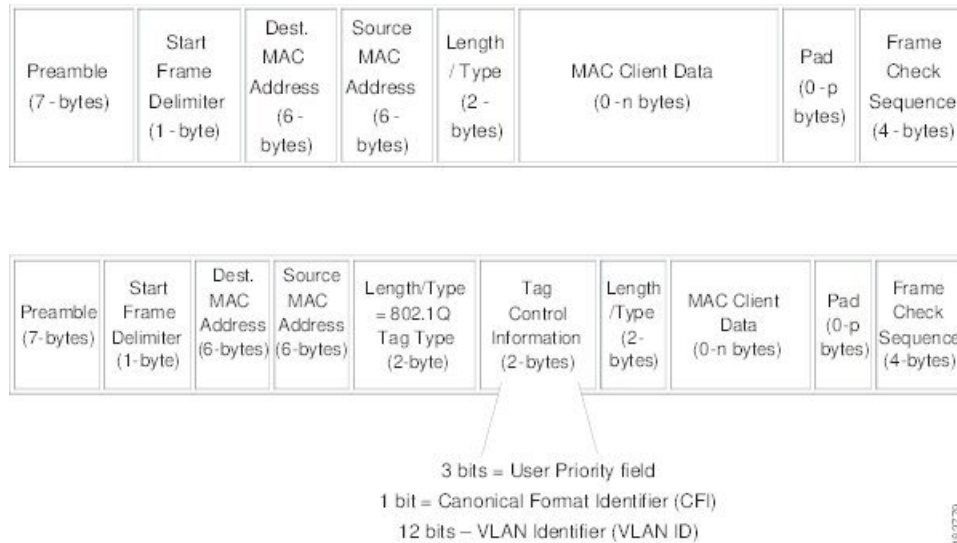 Preamble
(7 - bytes)
Start
Frame
Delimiter
(1 - byte)
Dest.
MAC
Address
(6 -
bytes)
Source
MAC
Address
(6 -
bytes)
Length
/ Type
(2 -
bytes)
MAC Client Data
(0 -n bytes)
Pad
(0 -p
bytes)
Frame
Check
Sequence
(4 - bytes)
Preamble
(7-bytes)
Start
Frame
Delimiter
(1-byte)
Dest.
MAC
Address
(6-bytes)
Source
MAC
Address
(6-bytes)
Length/Type
= 802.1Q
Tag Type
(2-byte)
Tag
Control
Information
(2-bytes)
Length
/Type
(2-
bytes)
MAC Client
Data
(0-n bytes)
Pad
(0-p
bytes)
Frame
Check
Sequence
(4-bytes)
3 bits = User Priority field
1 bit = Canonical Format Identifier (CFI)
12 bits – VLAN Identifier (VLAN ID)